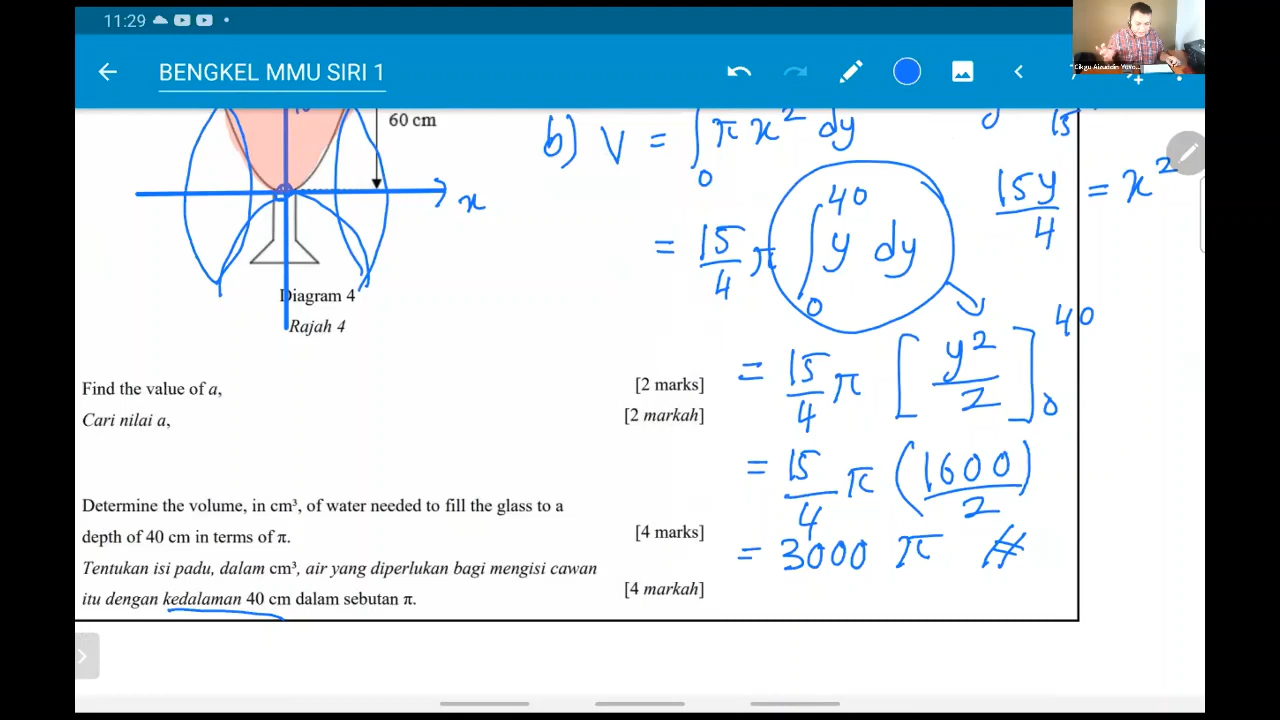 11:29
BENGKEL MMU SIRI 1
60 cm
x
Diagram 4
Rajah 4
Find the value of a,
[2 marks]
Cari nilai a,
[2 markah]
Determine the volume, in cm³, of water needed to fill the glass to a
depth of 40 cm in terms of π.
[4 marks]
Tentukan isi padu, dalam cm³, air yang diperlukan bagi mengisi cawan
itu dengan kedalaman 40 cm dalam sebutan π.
[4 markah]
b) V = ∫₀ π x² dy
15y/4 = x²
= 15/4 π ∫₀⁴⁰ y dy
= 15/4 π [y²/2]₀⁴⁰
= 15/4 π (1600/2)
= 3000 π #